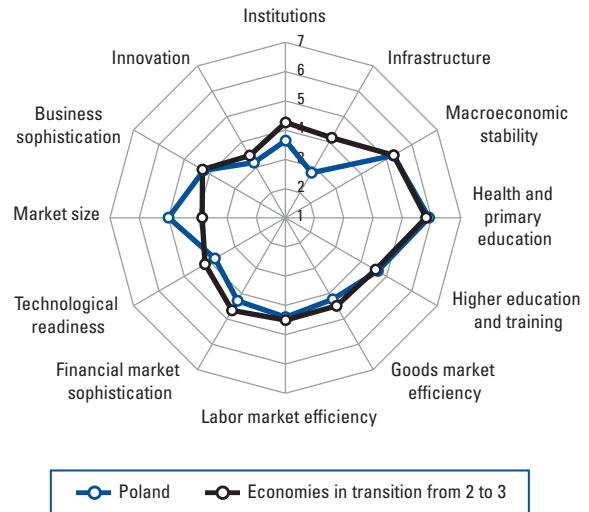 Institutions
7
Innovation
Infrastructure
6
5
Business
sophistication
Macroeconomic
stability
4
3
2
Market size
1
Health and
primary
education
Technological
readiness
Higher education
and training
Financial market
sophistication
Goods market
efficiency
Labor market efficiency
Poland
Economies in transition from 2 to 3